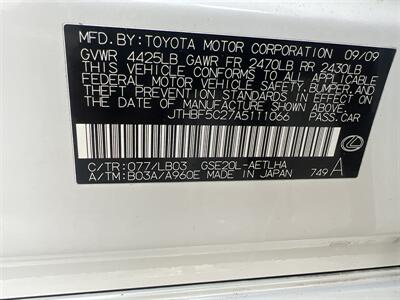 MFD.BY: TOYOTA MOTOR CORPORATION 09/09
GVWR 4425LB GAWR FR 2470LB RR 2430LB
THIS VEHICLE CONFORMS TO ALL APPLICABLE
FEDERAL MOTOR VEHICLE SAFETY, BUMPER,
AND THEFT PREVENTION STANDARDS IN EFFECT
ON THE DATE OF MANUFACTURE SHOWN ABOVE.
JTHBF5C27A5111066 PASS.CAR
C/TR: 077/LB03 GSE20L-AETLHA
A/TM: B03A/A960E MADE IN JAPAN 749 A